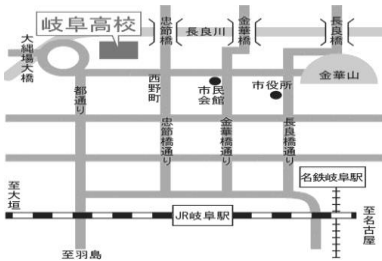 岐阜高校
忠節橋
長良川
金華橋
長良橋
大縄場大橋
金華山
西野町
市民会館
市役所
都通り
忠節橋通り
金華橋通り
長良橋通り
名鉄岐阜駅
至大垣
JR岐阜駅
至名古屋
至羽島